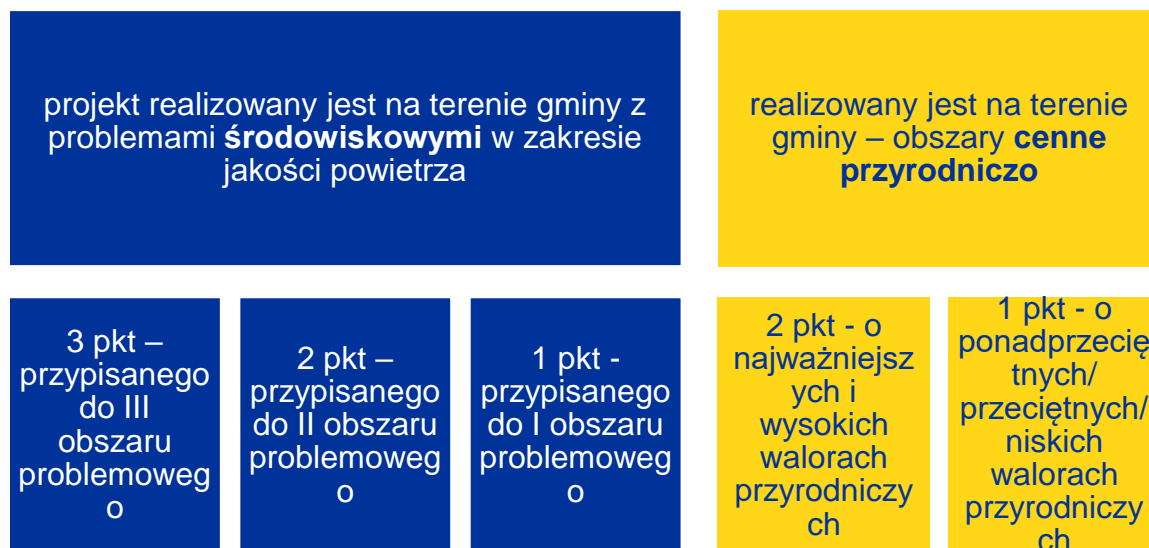 projekt realizowany jest na terenie gminy z
problemami środowiskowymi w zakresie
jakości powietrza
realizowany jest na terenie
gminy – obszary cenne
przyrodniczo
3 pkt –
przypisanego
do III
obszaru
problemoweg
o
2 pkt –
przypisanego
do II obszaru
problemoweg
o
1 pkt -
przypisanego
do I obszaru
problemoweg
o
2 pkt - o
najważniejsz
ych i
wysokich
walorach
przyrodniczy
ch
1 pkt - o
ponadprzecię
tnych/
przeciętnych/
niskich
walorach
przyrodniczy
ch